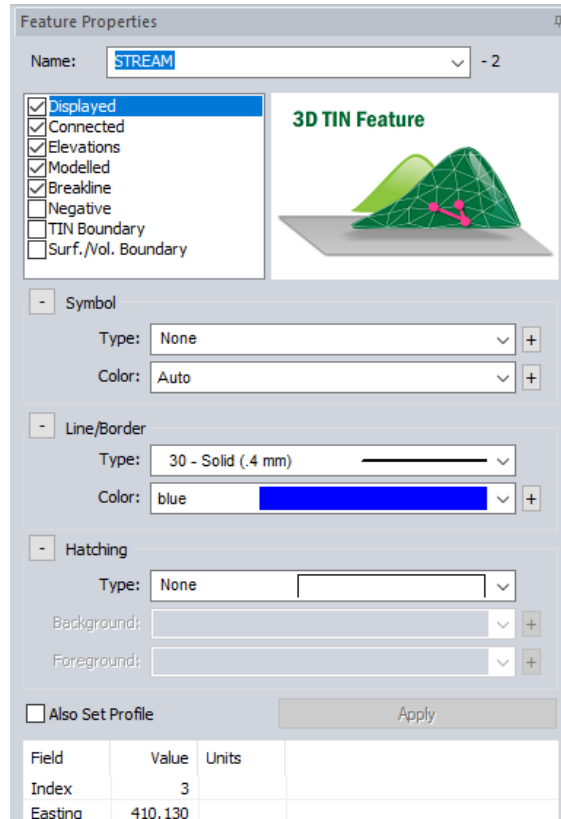 Feature Properties
Name: STREAM - 2
Displayed
Connected
Elevations
Modelled
Breakline
Negative
TIN Boundary
Surf./Vol. Boundary
3D TIN Feature
- Symbol
Type: None +
Color: Auto +
- Line/Border
Type: 30 - Solid (.4 mm)
Color: blue +
- Hatching
Type: None
Background: +
Foreground: +
Also Set Profile Apply
Field Value Units
Index 3
Easting 410.130